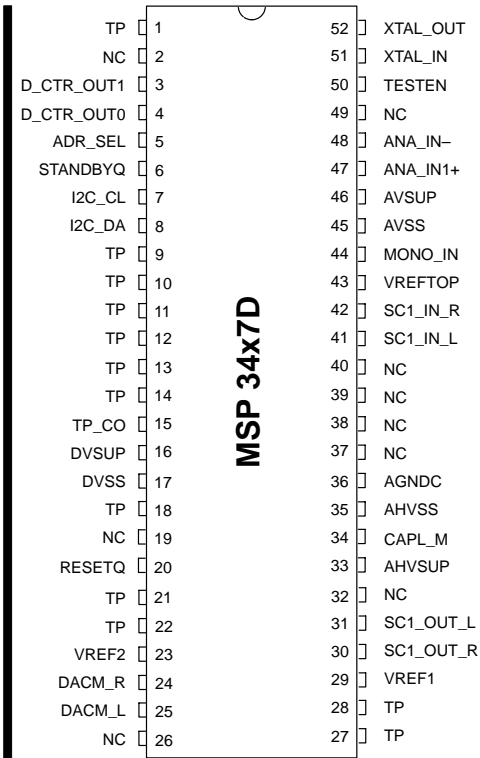 TP 1 52 XTAL_OUT
NC 2 51 XTAL_IN
D_CTR_OUT1 3 50 TESTEN
D_CTR_OUT0 4 49 NC
ADR_SEL 5 48 ANA_IN–
STANDBYQ 6 47 ANA_IN1+
I2C_CL 7 46 AVSUP
I2C_DA 8 45 AVSS
TP 9 44 MONO_IN
TP 10 43 VREFTOP
TP 11 42 SC1_IN_R
TP 12 41 SC1_IN_L
TP 13 40 NC
TP 14 39 NC
TP_CO 15 38 NC
DVSUP 16 37 NC
DVSS 17 36 AGNDC
TP 18 35 AHVSS
NC 19 34 CAPL_M
RESETQ 20 33 AHVSUP
TP 21 32 NC
TP 22 31 SC1_OUT_L
VREF2 23 30 SC1_OUT_R
DACM_R 24 29 VREF1
DACM_L 25 28 TP
NC 26 27 TP
MSP 34x7D